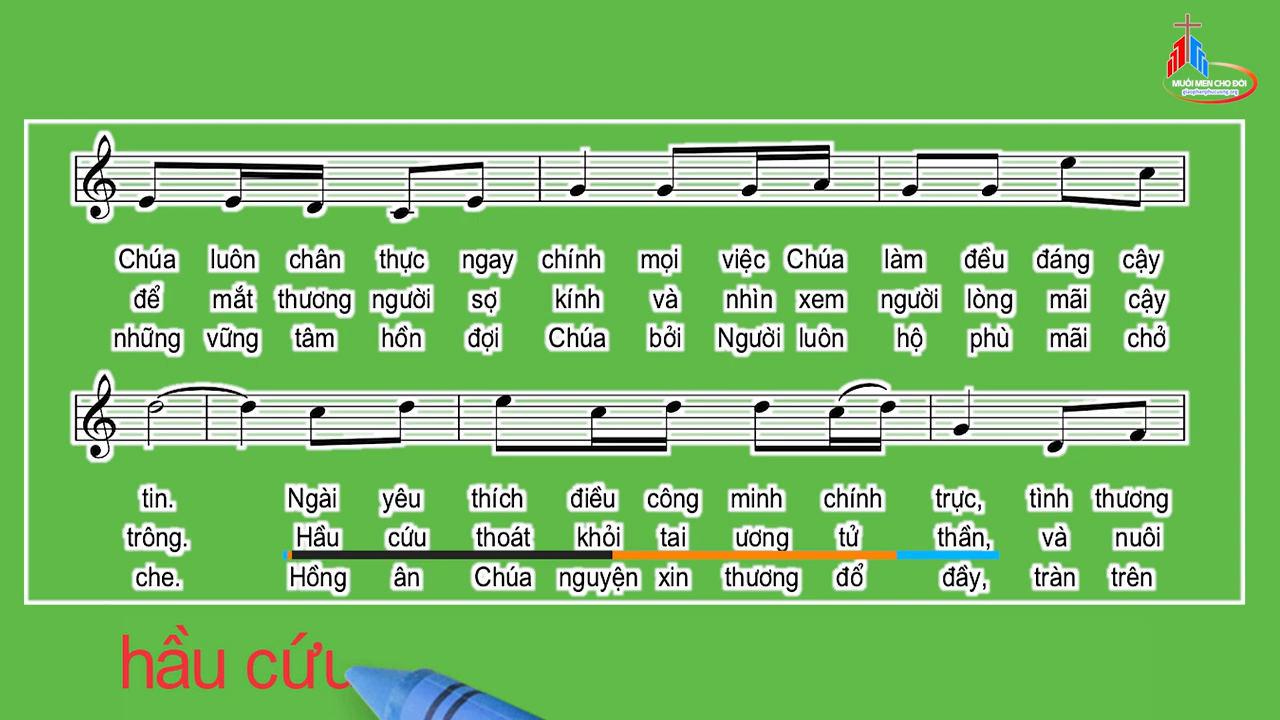 MUỐI MEN CHO ĐỜI
giaophanphucuong.org
Chúa luôn chân thực ngay chính mọi việc Chúa làm đều đáng cậy
để mắt thương người sợ kính và nhìn xem người lòng mãi cậy
những vững tâm hồn đợi Chúa bởi Người luôn hộ phù mãi chở
tin. Ngài yêu thích điều công minh chính trực, tình thương
trông. Hầu cứu thoát khỏi tai ương tử thần, và nuôi
che. Hồng ân Chúa nguyện xin thương đổ đầy, tràn trên
hầu cứu